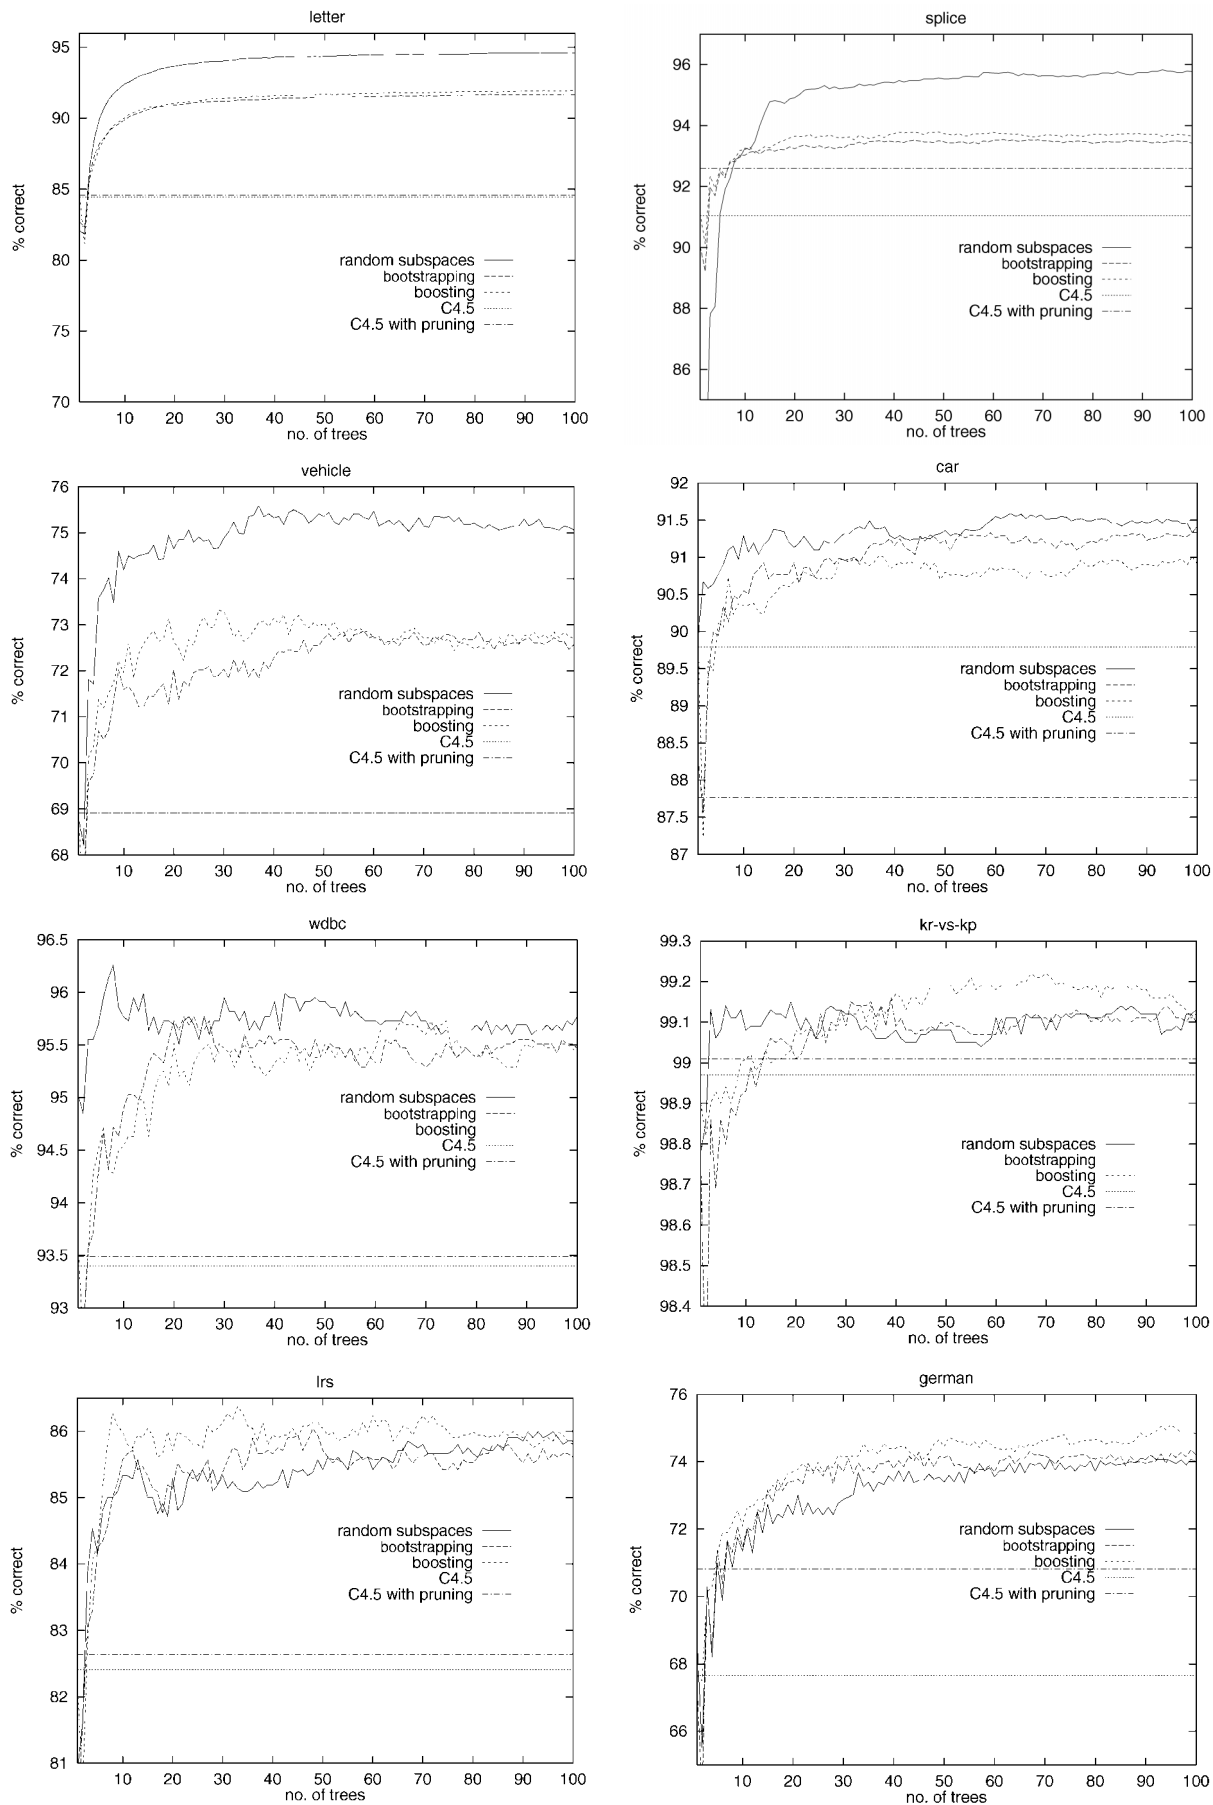 letter
95
90
85
80
75
70
% correct
random subspaces
bootstrapping
boosting
C4.5
C4.5 with pruning
10 20 30 40 50 60 70 80 90 100
no. of trees
splice
96
94
92
90
88
86
% correct
random subspaces
bootstrapping
boosting
C4.5
C4.5 with pruning
10 20 30 40 50 60 70 80 90 100
no. of trees
vehicle
76
75
74
73
72
71
70
69
68
% correct
random subspaces
bootstrapping
boosting
C4.5
C4.5 with pruning
10 20 30 40 50 60 70 80 90 100
no. of trees
car
92
91.5
91
90.5
90
89.5
89
88.5
88
87.5
87
% correct
random subspaces
bootstrapping
boosting
C4.5
C4.5 with pruning
10 20 30 40 50 60 70 80 90 100
no. of trees
wdbc
96.5
96
95.5
95
94.5
94
93.5
93
% correct
random subspaces
bootstrapping
boosting
C4.5
C4.5 with pruning
10 20 30 40 50 60 70 80 90 100
no. of trees
kr-vs-kp
99.3
99.2
99.1
99
98.9
98.8
98.7
98.6
98.5
98.4
% correct
random subspaces
bootstrapping
boosting
C4.5
C4.5 with pruning
10 20 30 40 50 60 70 80 90 100
no. of trees
lrs
86
85
84
83
82
81
% correct
random subspaces
bootstrapping
boosting
C4.5
C4.5 with pruning
10 20 30 40 50 60 70 80 90 100
no. of trees
german
76
74
72
70
68
66
% correct
random subspaces
bootstrapping
boosting
C4.5
C4.5 with pruning
10 20 30 40 50 60 70 80 90 100
no. of trees